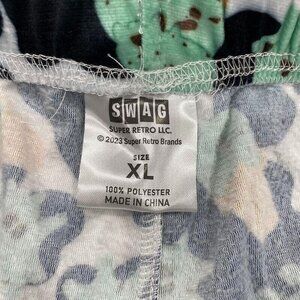 SWAG
SUPER RETRO LLC.
© 2023 Super Retro Brands
SIZE
XL
100% POLYESTER
MADE IN CHINA